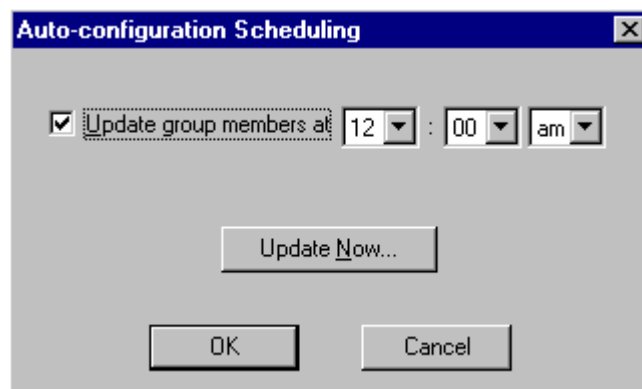 Auto-configuration Scheduling
Update group members at 12 : 00 am
Update Now...
OK Cancel